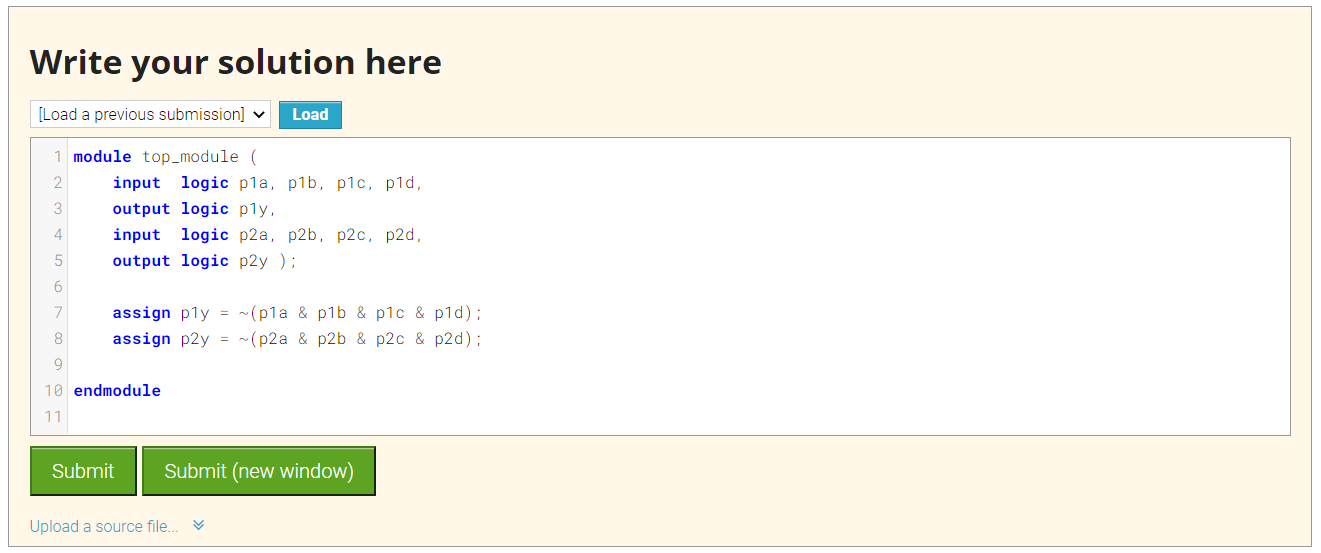 Write your solution here
[Load a previous submission] Load
1 module top_module (
2     input  logic p1a, p1b, p1c, p1d,
3     output logic p1y,
4     input  logic p2a, p2b, p2c, p2d,
5     output logic p2y );
6
7     assign p1y = ~(p1a & p1b & p1c & p1d);
8     assign p2y = ~(p2a & p2b & p2c & p2d);
9
10 endmodule
11
Submit Submit (new window)
Upload a source file...